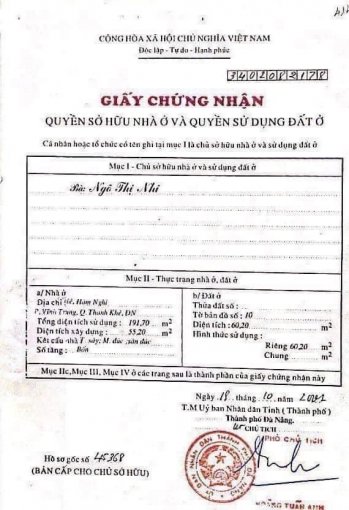 CỘNG HÒA XÃ HỘI CHỦ NGHĨA VIỆT NAM
Độc lập - Tự do - Hạnh phúc
3402082178
GIẤY CHỨNG NHẬN
QUYỀN SỞ HỮU NHÀ Ở VÀ QUYỀN SỬ DỤNG ĐẤT Ở
Cá nhân hoặc tổ chức có tên ghi tại mục I là chủ sở hữu nhà ở và sử dụng đất ở
Mục I - Chủ sở hữu nhà ở và sử dụng đất ở
Bà: Ngô Thị Nhi
Mục II - Thực trạng nhà ở, đất ở
a/ Nhà ở
Địa chỉ Hàm Nghi
P. Vĩnh Trung, Q. Thanh Khê, ĐN
Tổng diện tích sử dụng : 191,70 m2
Diện tích xây dựng : 55,20 m2
Kết cấu nhà T. xây; M. đúc, sàn đúc
Số tầng : Bốn
b/ Đất ở
Thửa đất số :
Tờ bản đồ số : 10
Diện tích : 60,20 m2
Hình thức sử dụng :
Riêng 60,20 m2
Chung m2
Mục IIc, Mục III, Mục IV ở các trang sau là thành phần của giấy chứng nhận này
Ngày 18 tháng 10 năm 2001
T.M Uỷ ban Nhân dân Tỉnh ( Thành phố )
Thành phố Đà Nẵng.
CHỦ TỊCH
PHÓ CHỦ TỊCH
Hồ sơ gốc số 45368
(BẢN CẤP CHO CHỦ SỞ HỮU)
HOÀNG TUẤN ANH